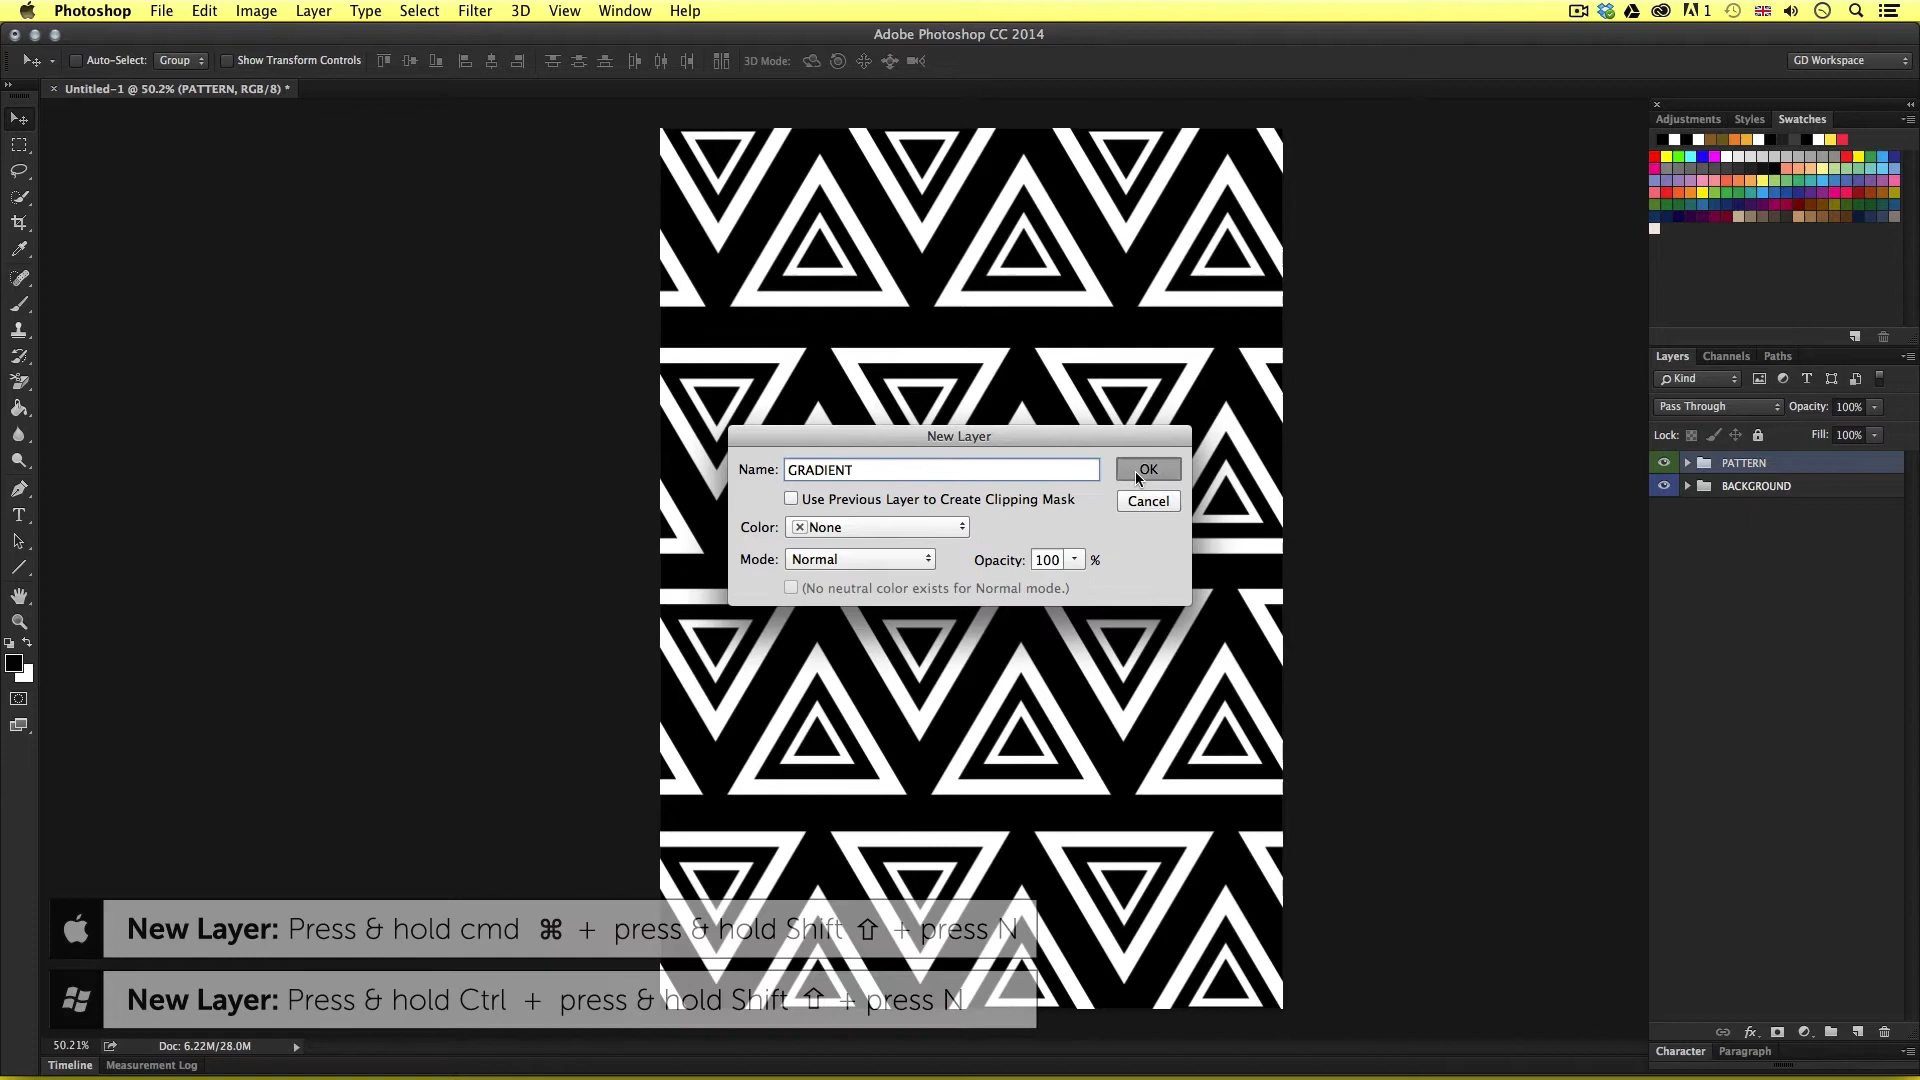 Photoshop File Edit Image Layer Type Select Filter 3D View Window Help 1
Adobe Photoshop CC 2014
Auto-Select: Group Show Transform Controls 3D Mode: GD Workspace
Untitled-1 @ 50.2% (PATTERN, RGB/8) *
Adjustments Styles Swatches
Layers Channels Paths
Kind
Pass Through Opacity: 100%
Lock: Fill: 100%
PATTERN
BACKGROUND
New Layer
Name: GRADIENT OK
Use Previous Layer to Create Clipping Mask Cancel
Color: None
Mode: Normal Opacity: 100 %
(No neutral color exists for Normal mode.)
New Layer: Press & hold cmd ⌘ + press & hold Shift ⇧ + press N
New Layer: Press & hold Ctrl + press & hold Shift ⇧ + press N
50.21% Doc: 6.22M/28.0M
Timeline Measurement Log
fx
Character Paragraph